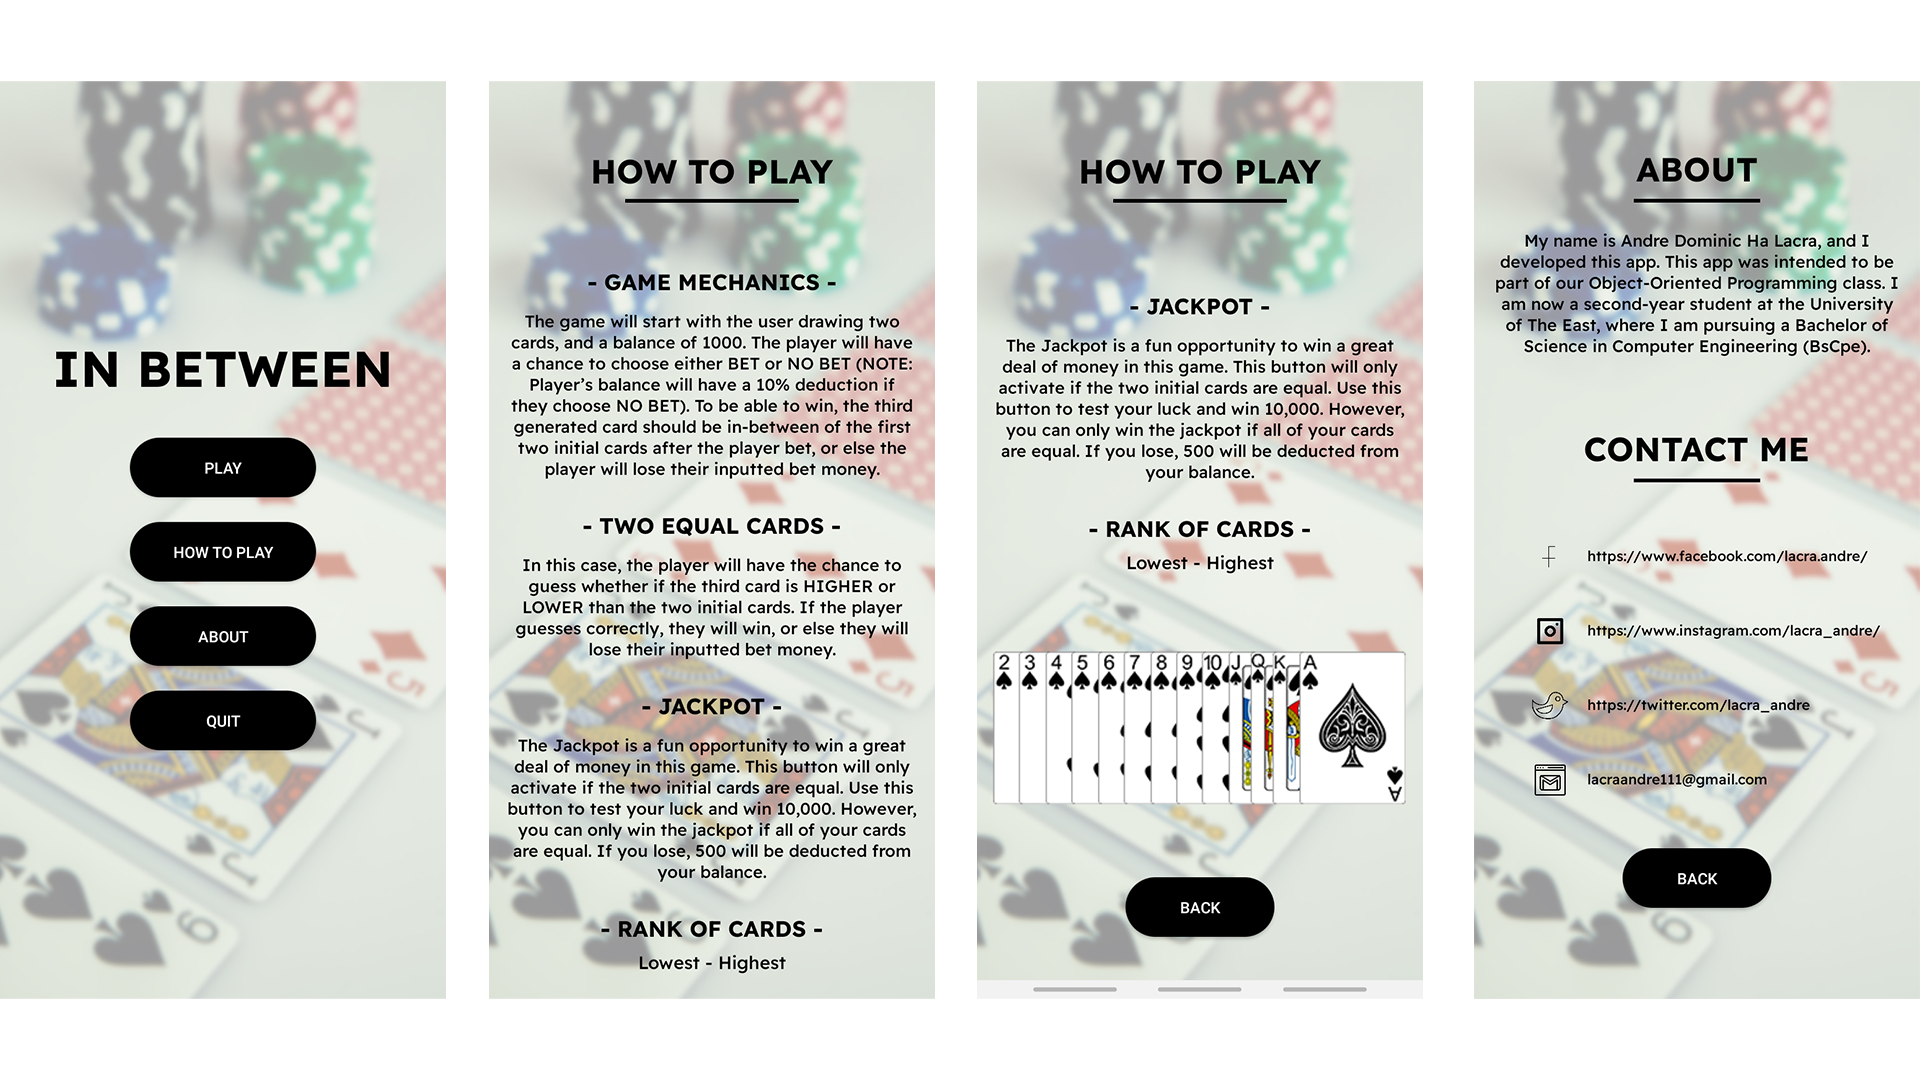 IN BETWEEN
PLAY
HOW TO PLAY
ABOUT
QUIT
HOW TO PLAY
- GAME MECHANICS -
The game will start with the user drawing two
cards, and a balance of 1000. The player will have
a chance to choose either BET or NO BET (NOTE:
Player's balance will have a 10% deduction if
they choose NO BET). To be able to win, the third
generated card should be in-between of the first
two initial cards after the player bet, or else the
player will lose their inputted bet money.
- TWO EQUAL CARDS -
In this case, the player will have the chance to
guess whether if the third card is HIGHER or
LOWER than the two initial cards. If the player
guesses correctly, they will win, or else they will
lose their inputted bet money.
- JACKPOT -
The Jackpot is a fun opportunity to win a great
deal of money in this game. This button will only
activate if the two initial cards are equal. Use this
button to test your luck and win 10,000. However,
you can only win the jackpot if all of your cards
are equal. If you lose, 500 will be deducted from
your balance.
- RANK OF CARDS -
Lowest - Highest
HOW TO PLAY
- JACKPOT -
The Jackpot is a fun opportunity to win a great
deal of money in this game. This button will only
activate if the two initial cards are equal. Use this
button to test your luck and win 10,000. However,
you can only win the jackpot if all of your cards
are equal. If you lose, 500 will be deducted from
your balance.
- RANK OF CARDS -
Lowest - Highest
2 3 4 5 6 7 8 9 10 J Q K A
A
BACK
ABOUT
My name is Andre Dominic Ha Lacra, and I
developed this app. This app was intended to be
part of our Object-Oriented Programming class. I
am now a second-year student at the University
of The East, where I am pursuing a Bachelor of
Science in Computer Engineering (BsCpe).
CONTACT ME
https://www.facebook.com/lacra.andre/
https://www.instagram.com/lacra_andre/
https://twitter.com/lacra_andre
lacraandre111@gmail.com
BACK